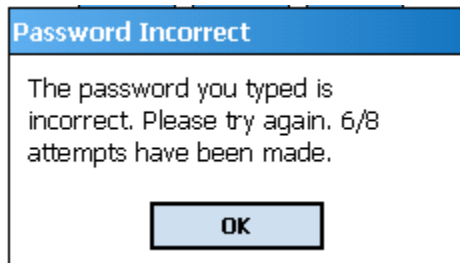 Password Incorrect
The password you typed is
incorrect. Please try again. 6/8
attempts have been made.
OK